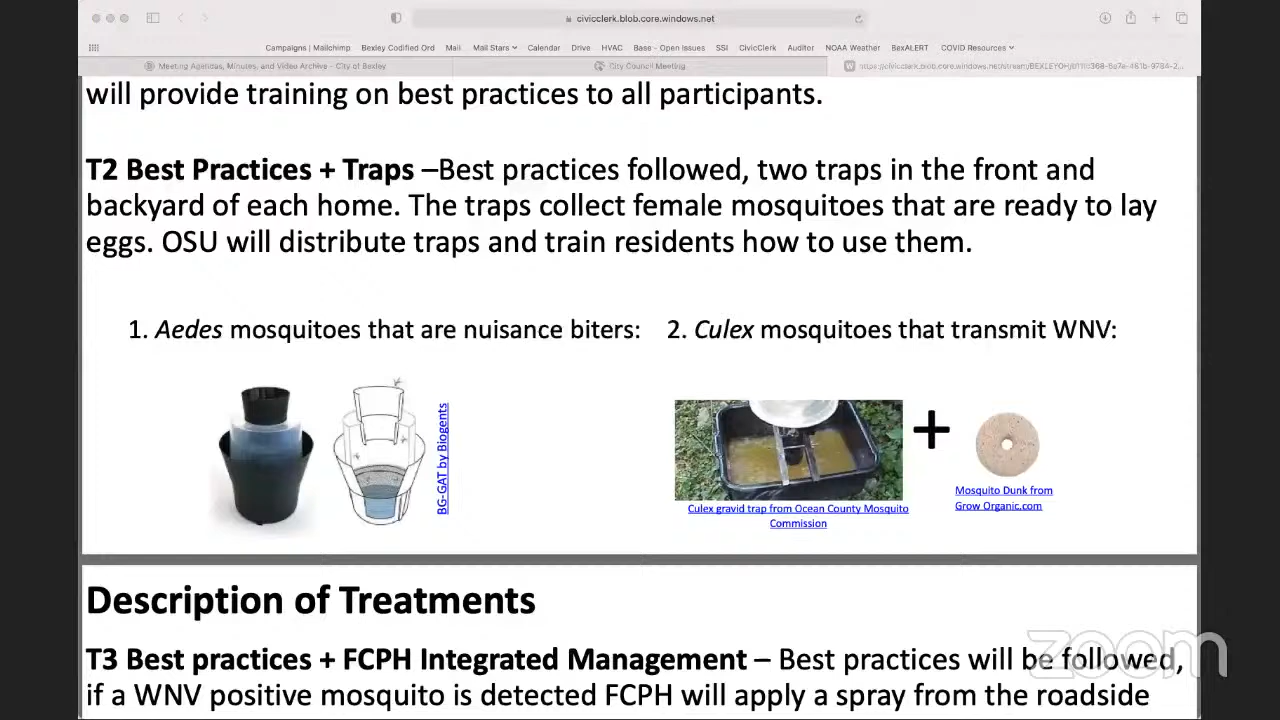 civicclerk.blob.core.windows.net
Campaigns | Mailchimp Bexley Codified Ord Mail Mail Stars Calendar Drive HVAC Base - Open Issues SSI CivicClerk Auditor NOAA Weather BexALERT COVID Resources
Meeting Agendas, Minutes, and Video Archive - City of Bexley City Council Meeting
will provide training on best practices to all participants.
T2 Best Practices + Traps –Best practices followed, two traps in the front and
backyard of each home. The traps collect female mosquitoes that are ready to lay
eggs. OSU will distribute traps and train residents how to use them.
1. Aedes mosquitoes that are nuisance biters: 2. Culex mosquitoes that transmit WNV:
BG-GAT by Biogents
+
Culex gravid trap from Ocean County Mosquito
Commission
Mosquito Dunk from
Grow Organic.com
Description of Treatments
T3 Best practices + FCPH Integrated Management – Best practices will be followed,
if a WNV positive mosquito is detected FCPH will apply a spray from the roadside
zoom